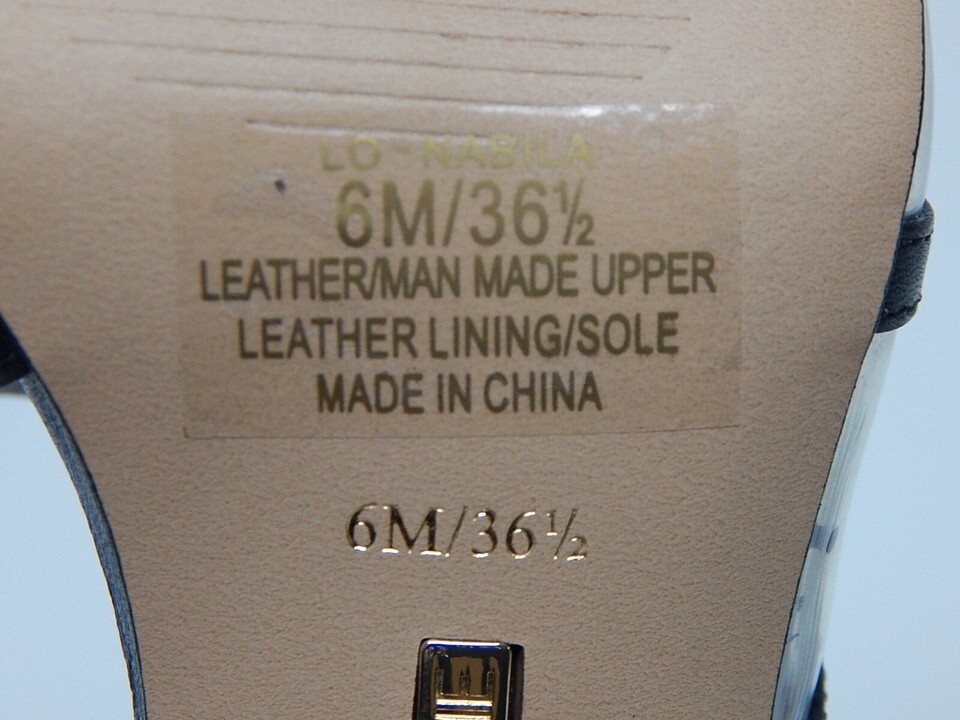 LO-NABILA
6M/36½
LEATHER/MAN MADE UPPER
LEATHER LINING/SOLE
MADE IN CHINA
6M/36½